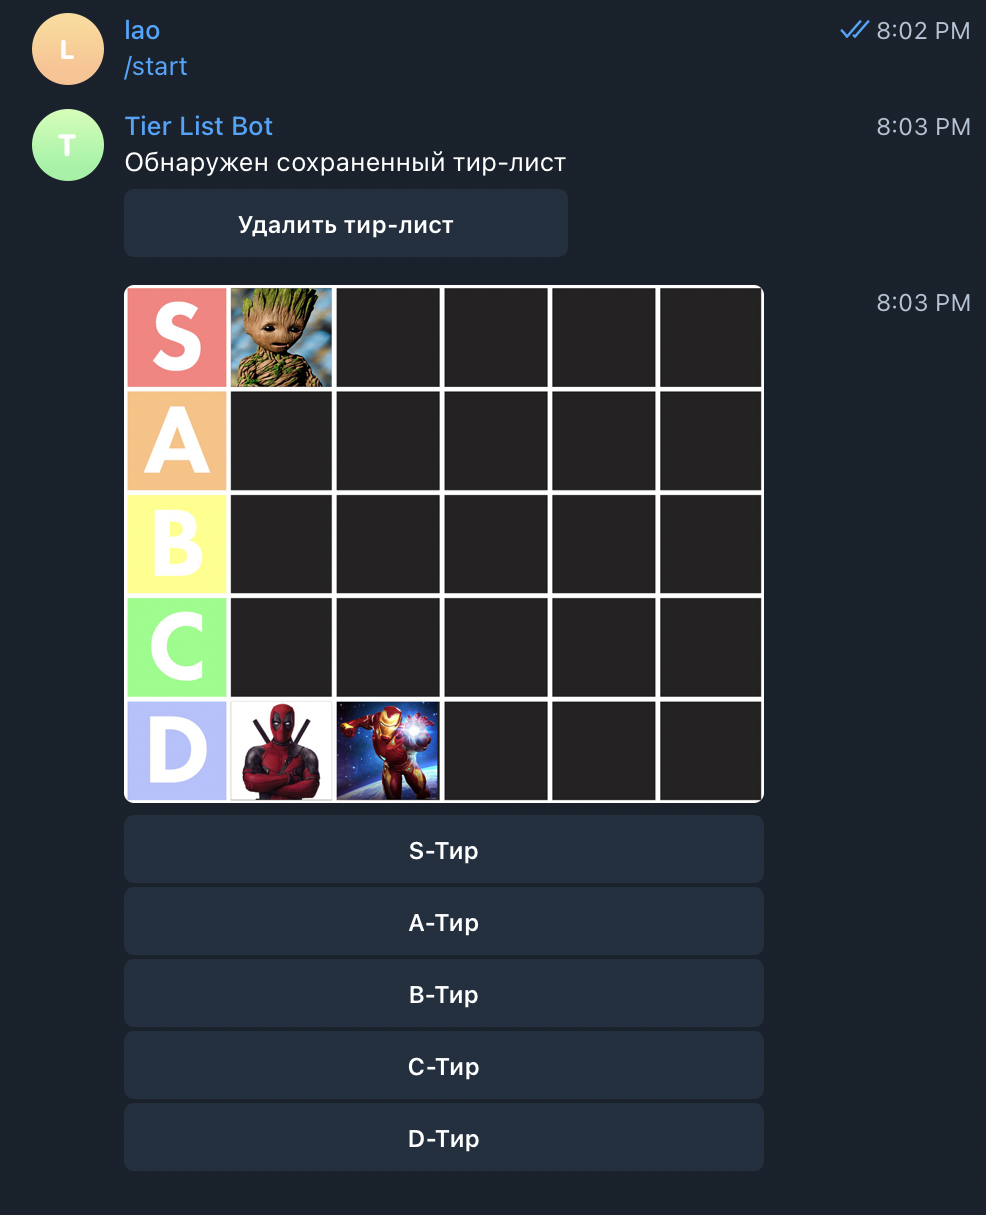 L
lao
8:02 PM
/start
T
Tier List Bot
8:03 PM
Обнаружен сохраненный тир-лист
Удалить тир-лист
8:03 PM
S
A
B
C
D
S-Тир
A-Тир
B-Тир
C-Тир
D-Тир